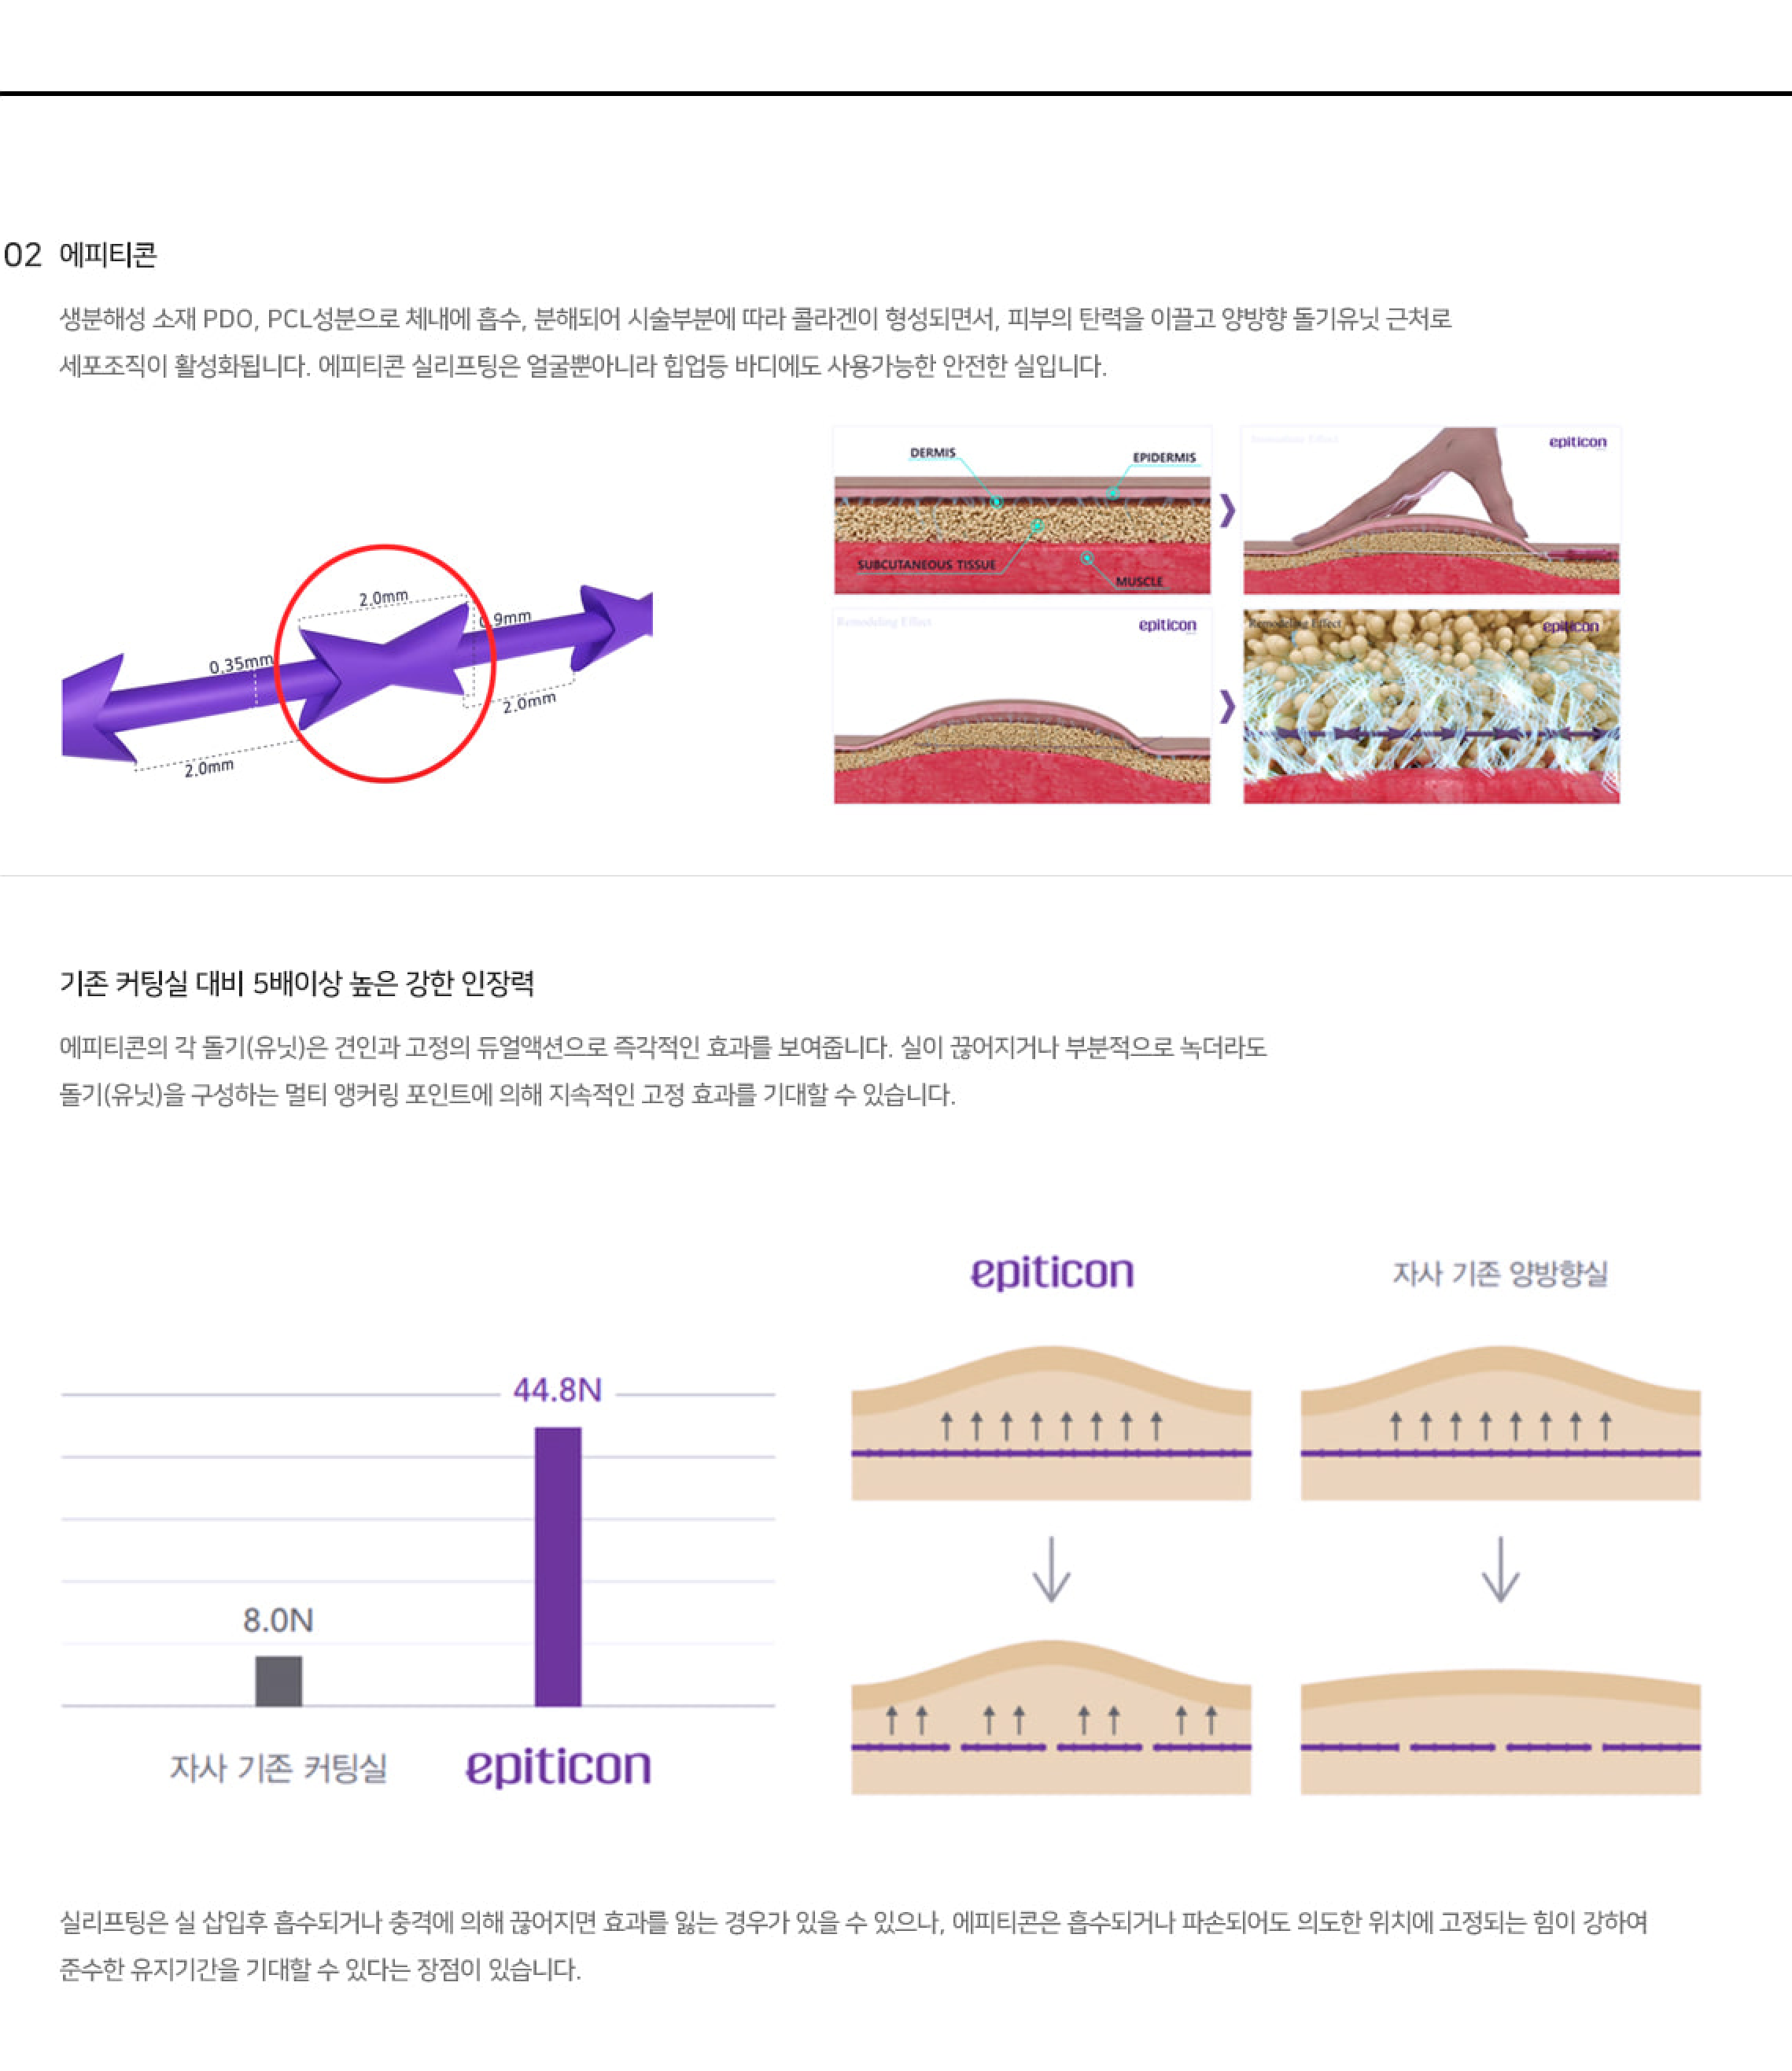 02 에피티콘
생분해성 소재 PDO, PCL성분으로 체내에 흡수, 분해되어 시술부분에 따라 콜라겐이 형성되면서, 피부의 탄력을 이끌고 양방향 돌기유닛 근처로
세포조직이 활성화됩니다. 에피티콘 실리프팅은 얼굴뿐아니라 힙업등 바디에도 사용가능한 안전한 실입니다.
2.0mm
0.9mm
0.35mm
2.0mm
2.0mm
DERMIS
EPIDERMIS
SUBCUTANEOUS TISSUE
MUSCLE
epiticon
Remodeling Effect
epiticon
Remodeling Effect
epiticon
기존 커팅실 대비 5배이상 높은 강한 인장력
에피티콘의 각 돌기(유닛)은 견인과 고정의 듀얼액션으로 즉각적인 효과를 보여줍니다. 실이 끊어지거나 부분적으로 녹더라도
돌기(유닛)을 구성하는 멀티 앵커링 포인트에 의해 지속적인 고정 효과를 기대할 수 있습니다.
44.8N
8.0N
자사 기존 커팅실
epiticon
epiticon
자사 기존 양방향실
실리프팅은 실 삽입후 흡수되거나 충격에 의해 끊어지면 효과를 잃는 경우가 있을 수 있으나, 에피티콘은 흡수되거나 파손되어도 의도한 위치에 고정되는 힘이 강하여
준수한 유지기간을 기대할 수 있다는 장점이 있습니다.